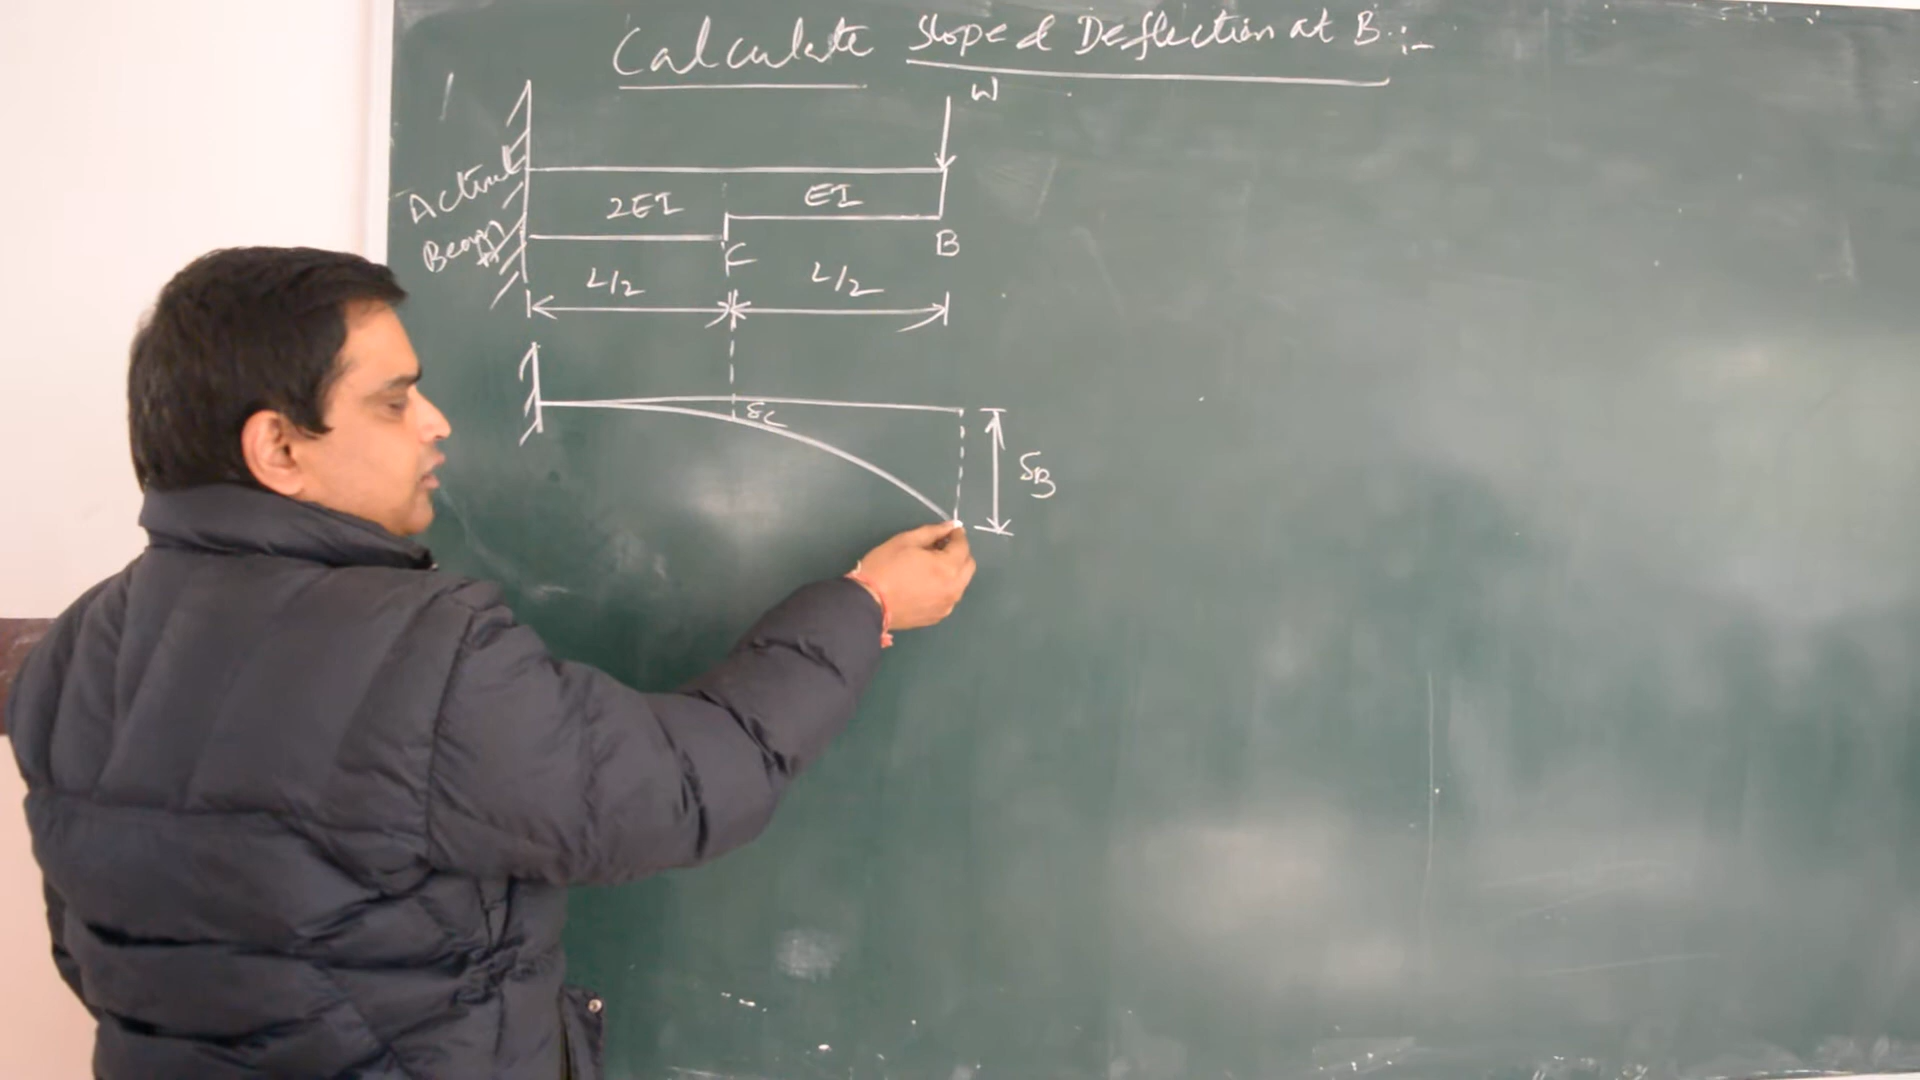 Calculate Slope & Deflection at B :-
W
Actual
Beam
A
2EI
EI
C
B
L/2
L/2
δC
δB